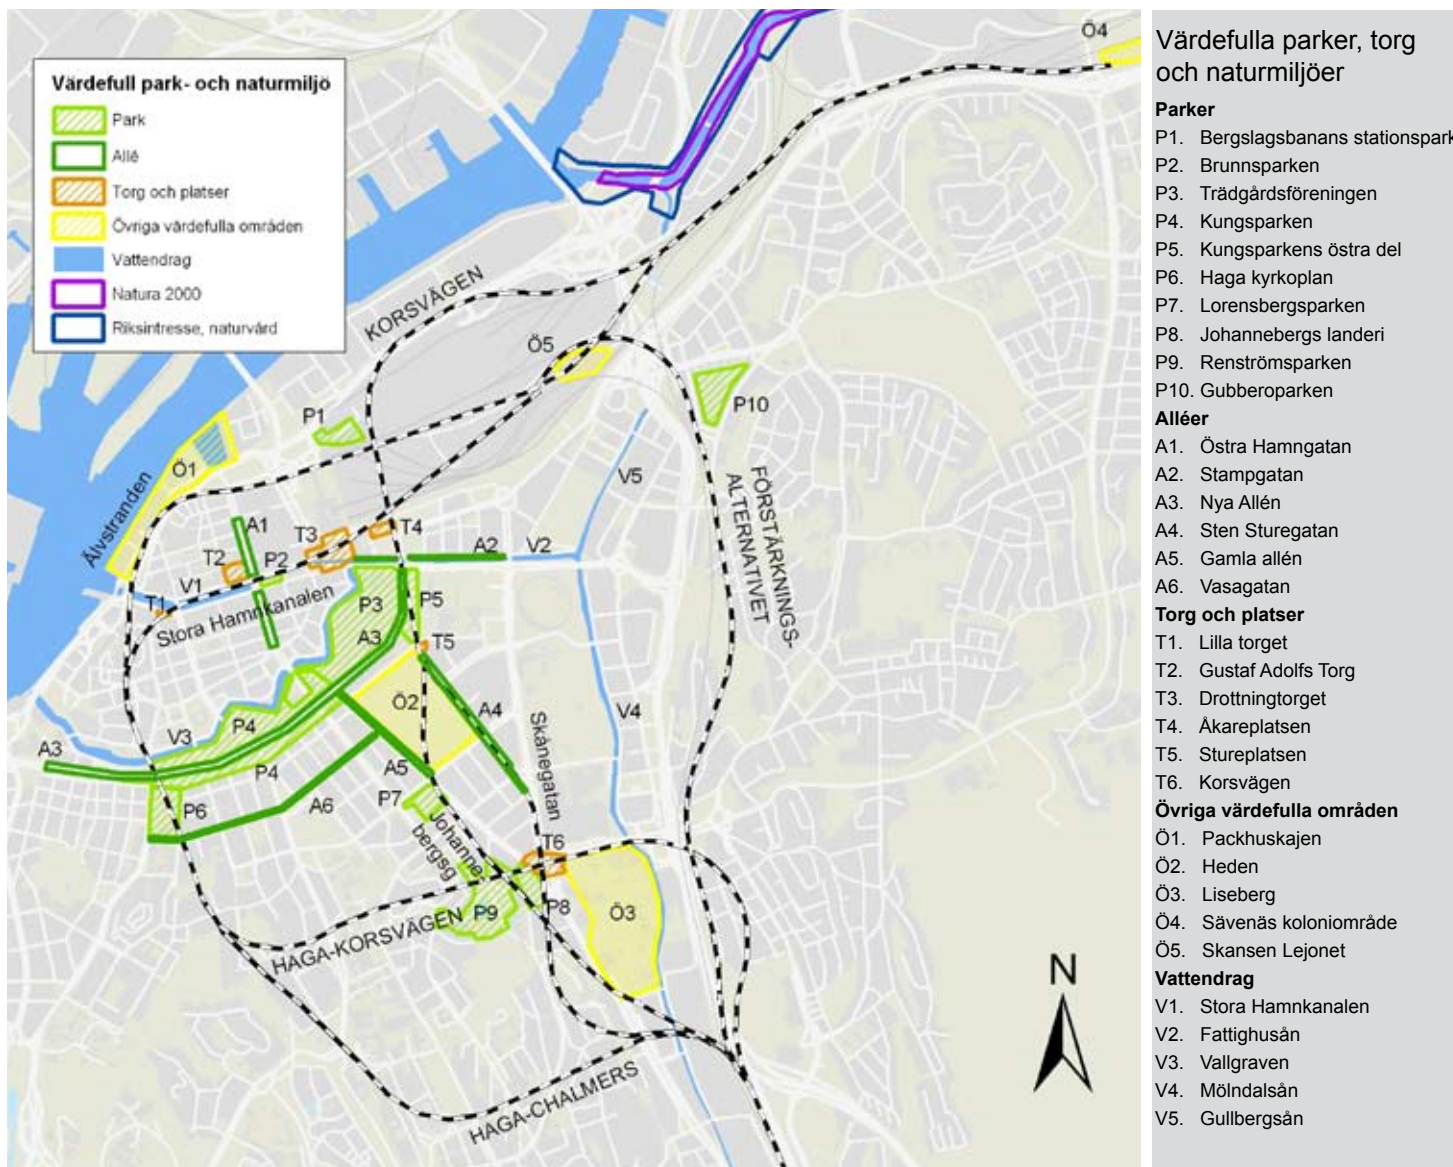 Värdefull park- och naturmiljö
Park
Allé
Torg och platser
Övriga värdefulla områden
Vattendrag
Natura 2000
Riksintresse, naturvård
Ö4
KORSVÄGEN
Ö5
P10
P1
Ö1
Älvstranden
V5
FÖRSTÄRKNINGS-
ALTERNATIVET
A1
T3
T4
A2
V2
T2
P2
V1
T1
Stora Hamnkanalen
P3
P5
A3
T5
Ö2
A4
V4
Skånegatan
P4
V3
A3
P4
A5
A6
P7
P6
Johanne-
bergsg
T6
P8
P9
Ö3
HAGA-KORSVÄGEN
HAGA-CHALMERS
N
Värdefulla parker, torg
och naturmiljöer
Parker
P1. Bergslagsbanans stationspark
P2. Brunnsparken
P3. Trädgårdsföreningen
P4. Kungsparken
P5. Kungsparkens östra del
P6. Haga kyrkoplan
P7. Lorensbergsparken
P8. Johannebergs landeri
P9. Renströmsparken
P10. Gubberoparken
Alléer
A1. Östra Hamngatan
A2. Stampgatan
A3. Nya Allén
A4. Sten Sturegatan
A5. Gamla allén
A6. Vasagatan
Torg och platser
T1. Lilla torget
T2. Gustaf Adolfs Torg
T3. Drottningtorget
T4. Åkareplatsen
T5. Stureplatsen
T6. Korsvägen
Övriga värdefulla områden
Ö1. Packhuskajen
Ö2. Heden
Ö3. Liseberg
Ö4. Sävenäs koloniområde
Ö5. Skansen Lejonet
Vattendrag
V1. Stora Hamnkanalen
V2. Fattighusån
V3. Vallgraven
V4. Mölndalsån
V5. Gullbergsån